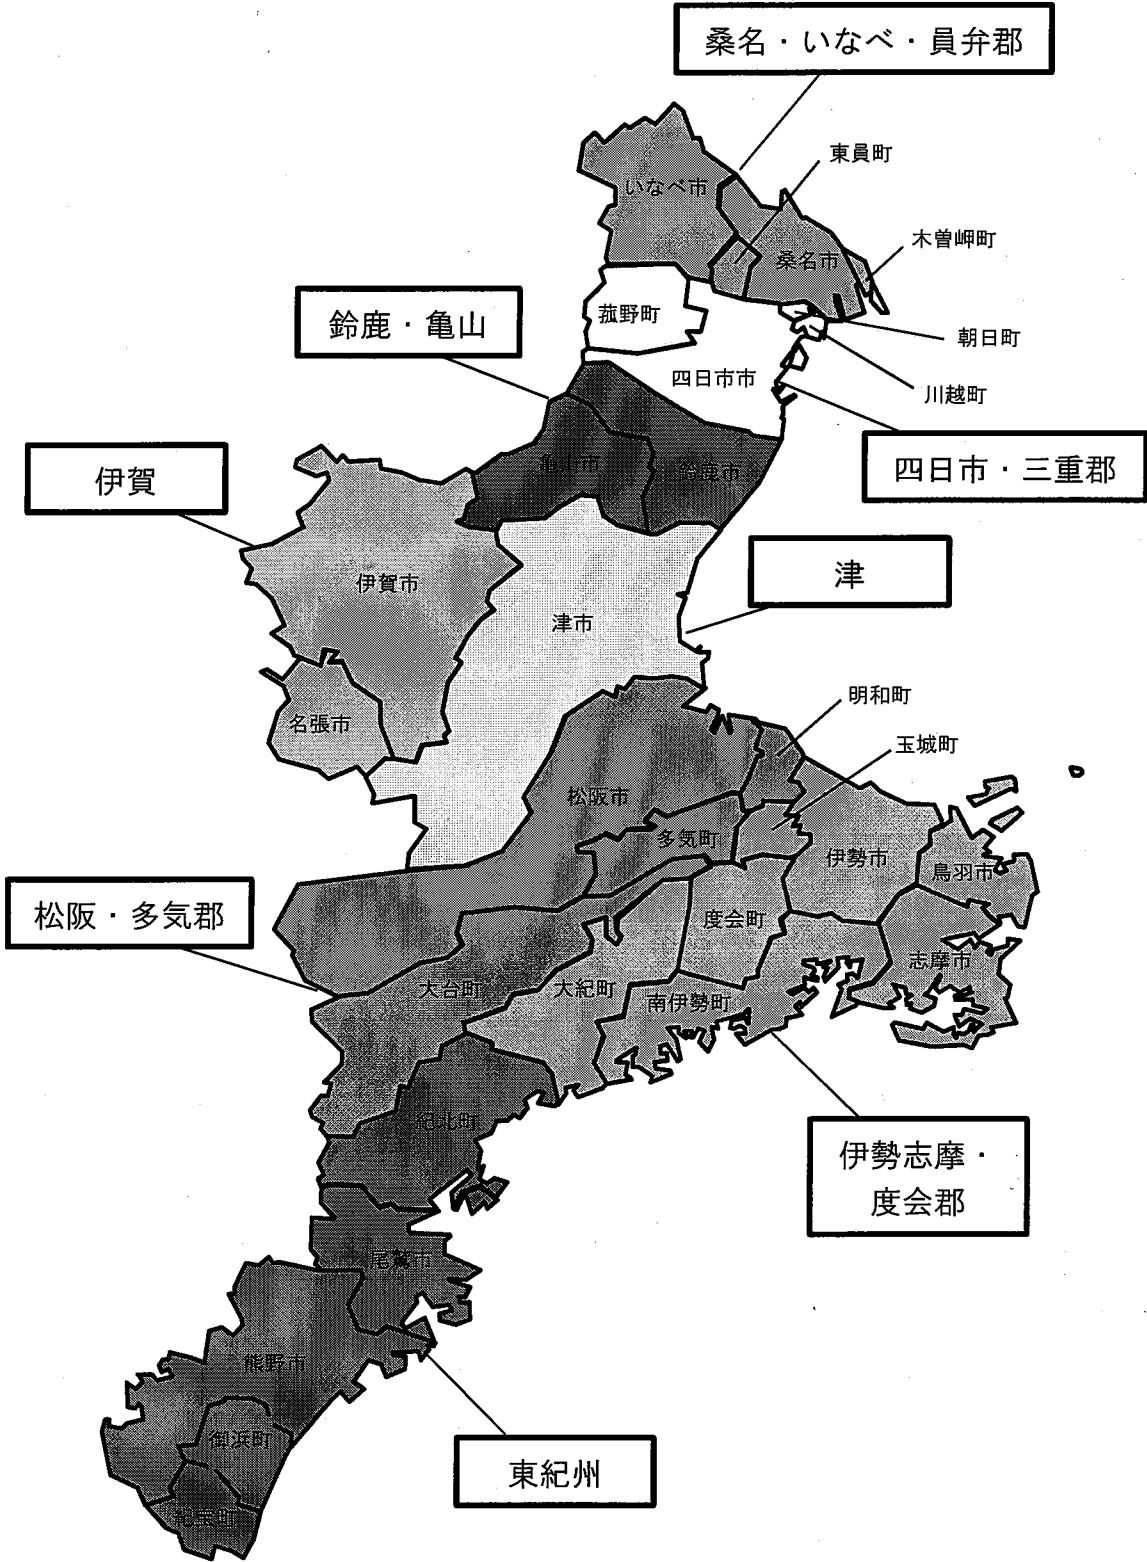 桑名・いなべ・員弁郡
東員町
いなべ市
木曽岬町
桑名市
鈴鹿・亀山
菰野町
朝日町
四日市市
川越町
亀山市
鈴鹿市
四日市・三重郡
伊賀
津
伊賀市
津市
明和町
名張市
玉城町
松阪市
多気町
伊勢市
鳥羽市
松阪・多気郡
度会町
志摩市
大台町
大紀町
南伊勢町
紀北町
伊勢志摩・
度会郡
尾鷲市
熊野市
御浜町
東紀州
紀宝町